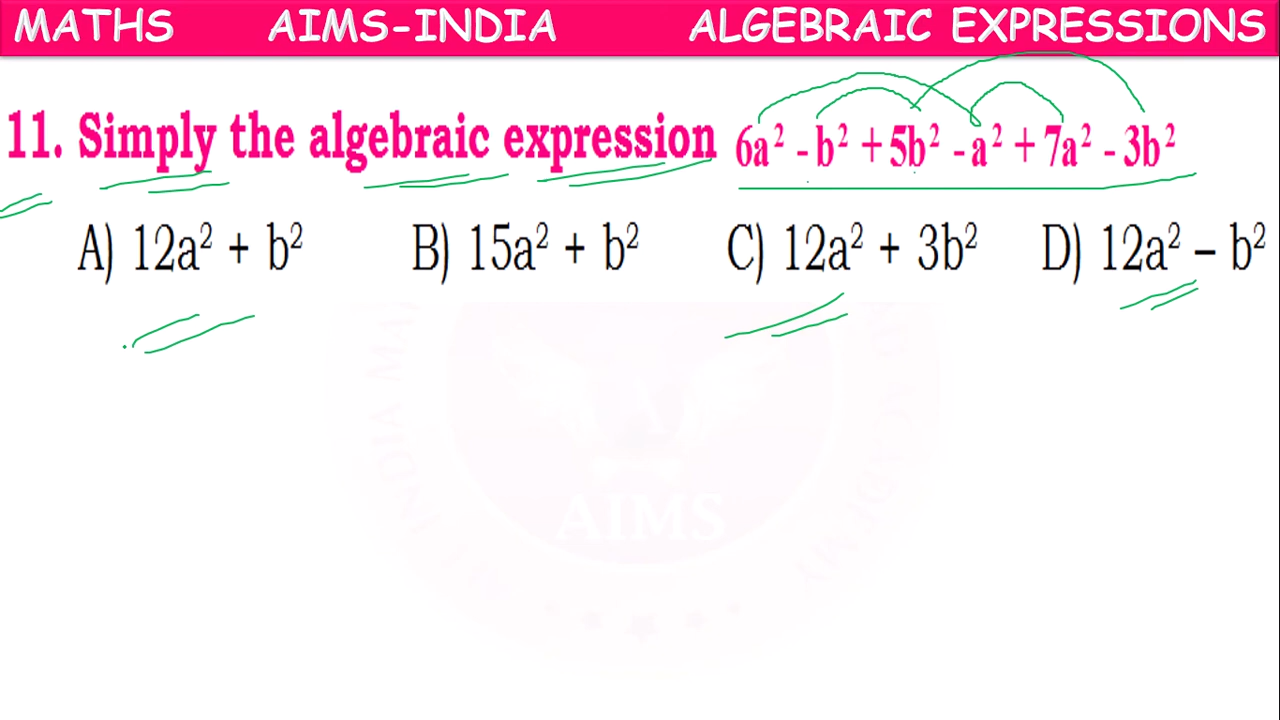 MATHS AIMS-INDIA ALGEBRAIC EXPRESSIONS
11. Simply the algebraic expression 6a² - b² + 5b² - a² + 7a² - 3b²
A) 12a² + b² B) 15a² + b² C) 12a² + 3b² D) 12a² – b²
AIMS